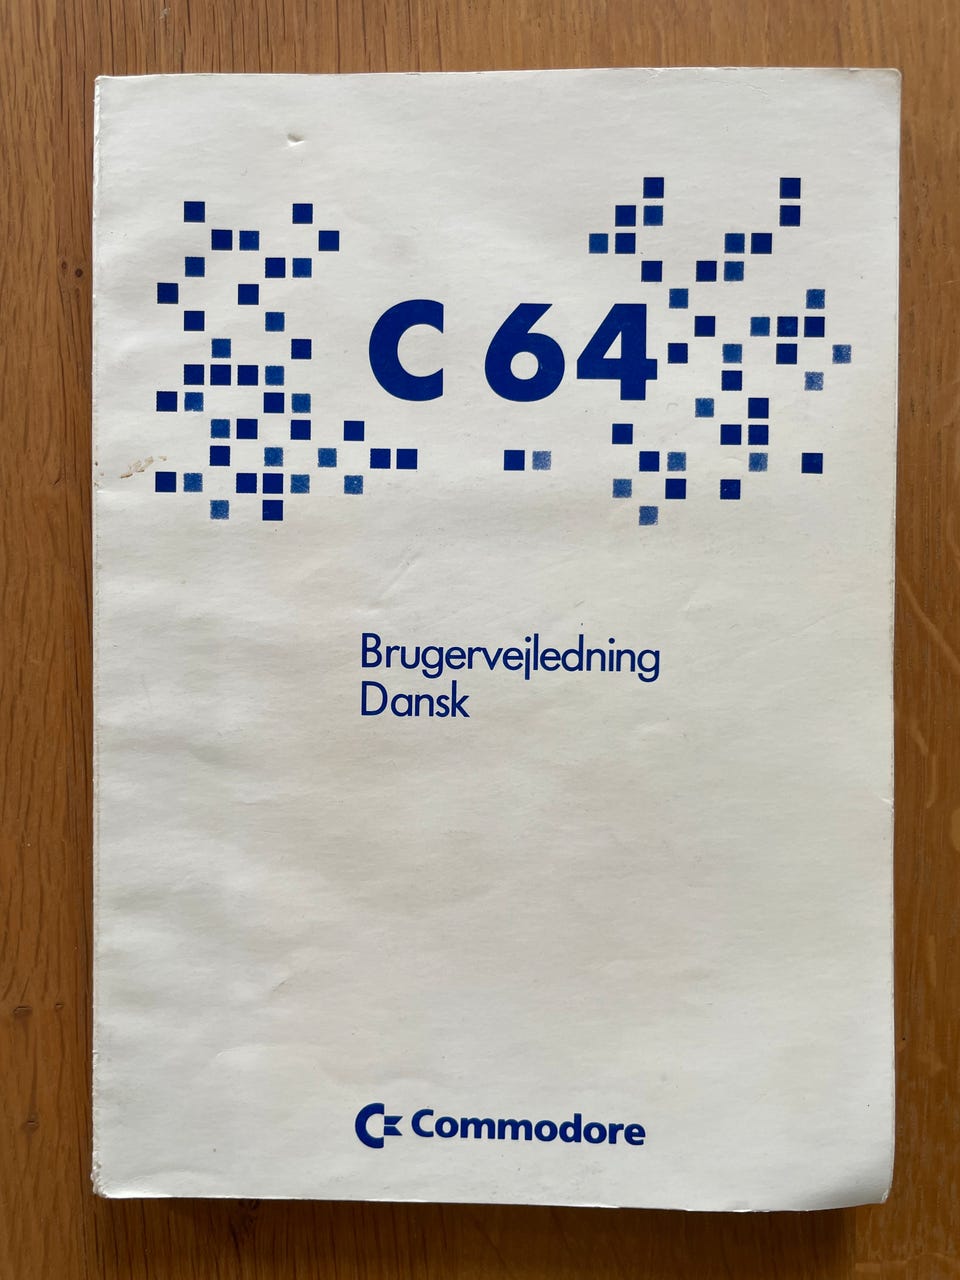 C 64
Brugervejledning
Dansk
Commodore